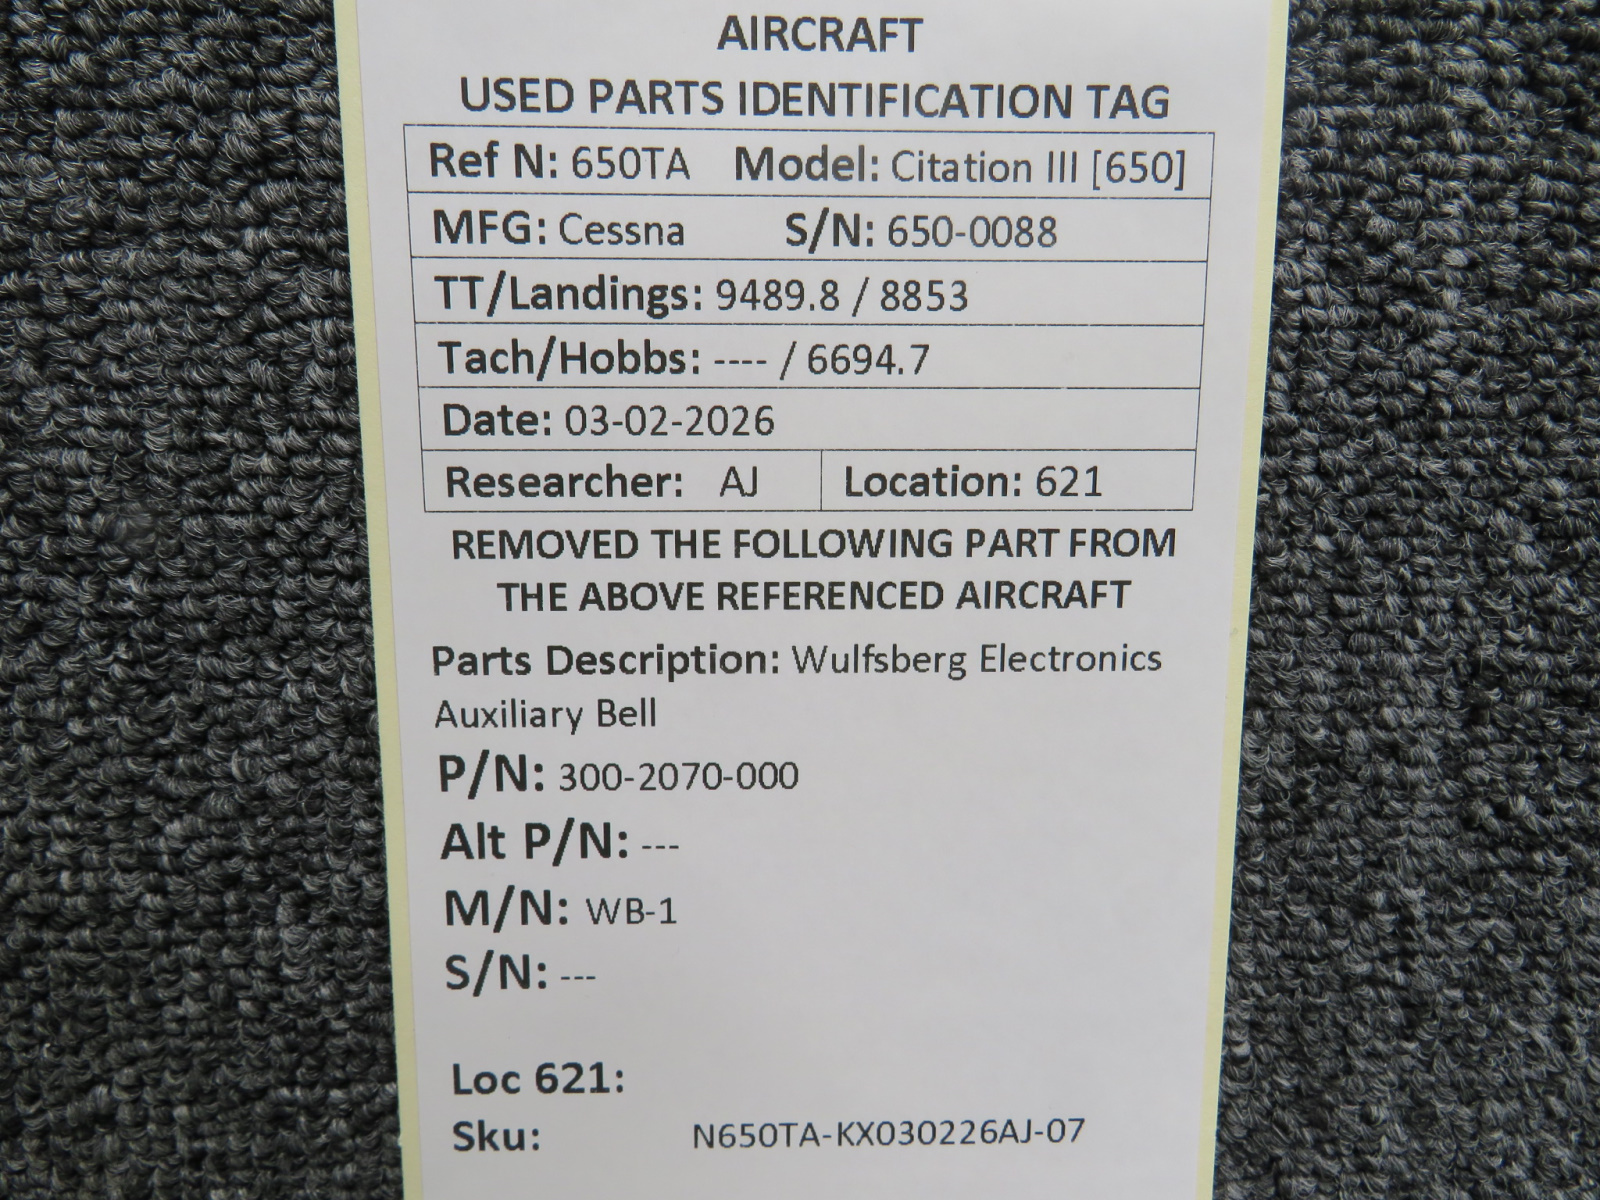 AIRCRAFT
USED PARTS IDENTIFICATION TAG
Ref N: 650TA Model: Citation III [650]
MFG: Cessna S/N: 650-0088
TT/Landings: 9489.8 / 8853
Tach/Hobbs: ---- / 6694.7
Date: 03-02-2026
Researcher: AJ Location: 621
REMOVED THE FOLLOWING PART FROM
THE ABOVE REFERENCED AIRCRAFT
Parts Description: Wulfsberg Electronics
Auxiliary Bell
P/N: 300-2070-000
Alt P/N: ---
M/N: WB-1
S/N: ---
Loc 621:
Sku: N650TA-KX030226AJ-07